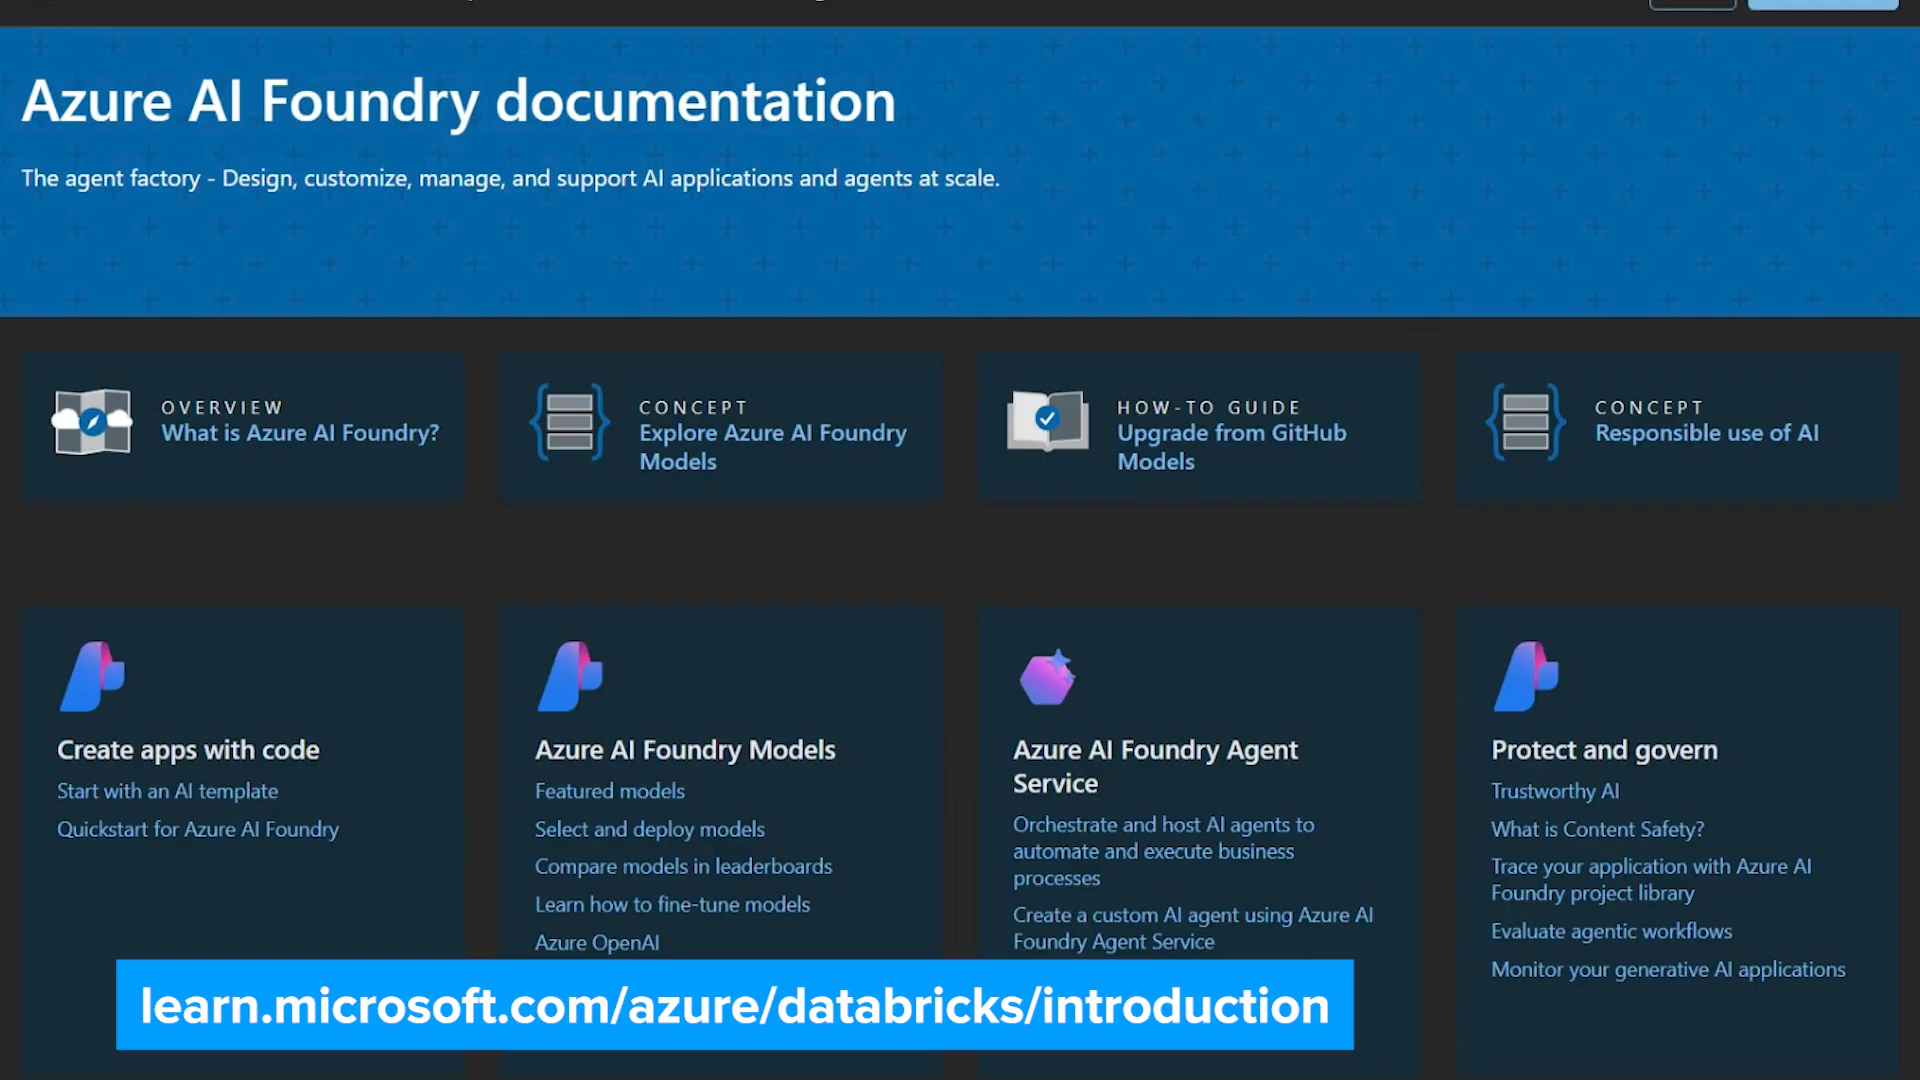 Azure AI Foundry documentation
The agent factory - Design, customize, manage, and support AI applications and agents at scale.
OVERVIEW
What is Azure AI Foundry?
CONCEPT
Explore Azure AI Foundry
Models
HOW-TO GUIDE
Upgrade from GitHub
Models
CONCEPT
Responsible use of AI
Create apps with code
Start with an AI template
Quickstart for Azure AI Foundry
Azure AI Foundry Models
Featured models
Select and deploy models
Compare models in leaderboards
Learn how to fine-tune models
Azure OpenAI
Azure AI Foundry Agent
Service
Orchestrate and host AI agents to
automate and execute business
processes
Create a custom AI agent using Azure AI
Foundry Agent Service
Protect and govern
Trustworthy AI
What is Content Safety?
Trace your application with Azure AI
Foundry project library
Evaluate agentic workflows
Monitor your generative AI applications
learn.microsoft.com/azure/databricks/introduction